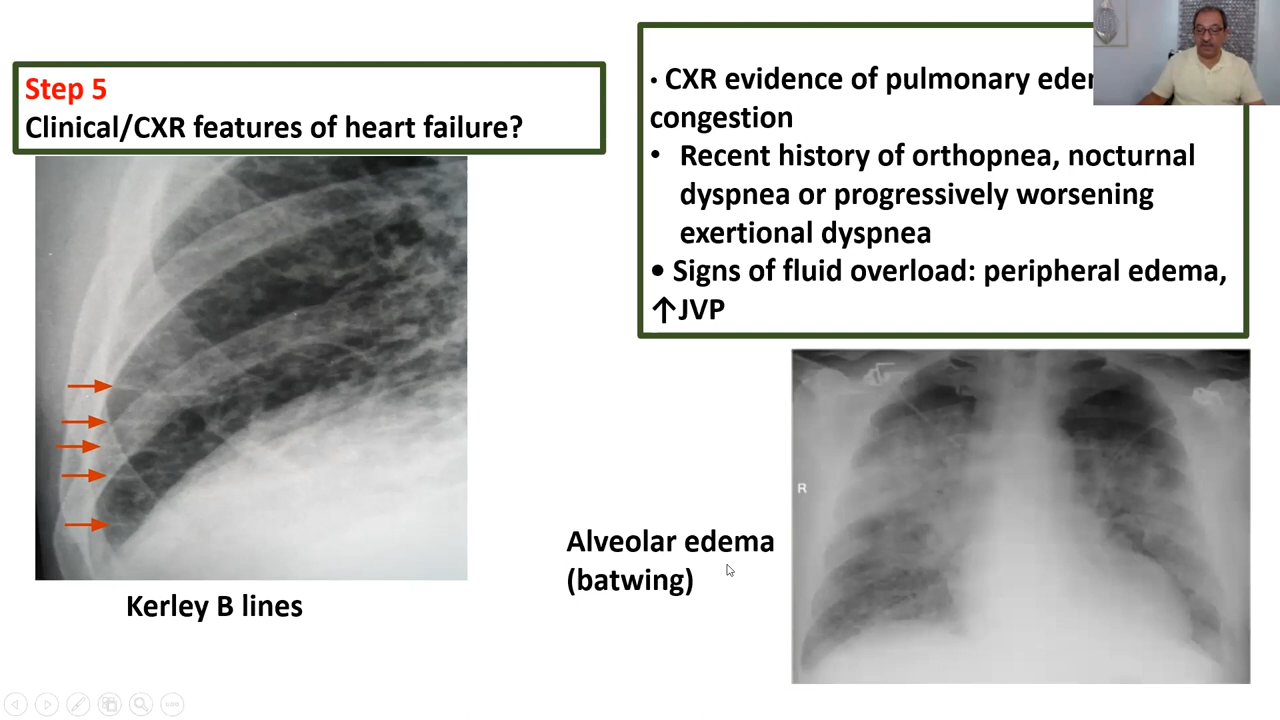 Step 5
Clinical/CXR features of heart failure?
· CXR evidence of pulmonary
congestion
• Recent history of orthopnea, nocturnal
dyspnea or progressively worsening
exertional dyspnea
• Signs of fluid overload: peripheral edema,
↑JVP
R
Alveolar edema
(batwing)
Kerley B lines